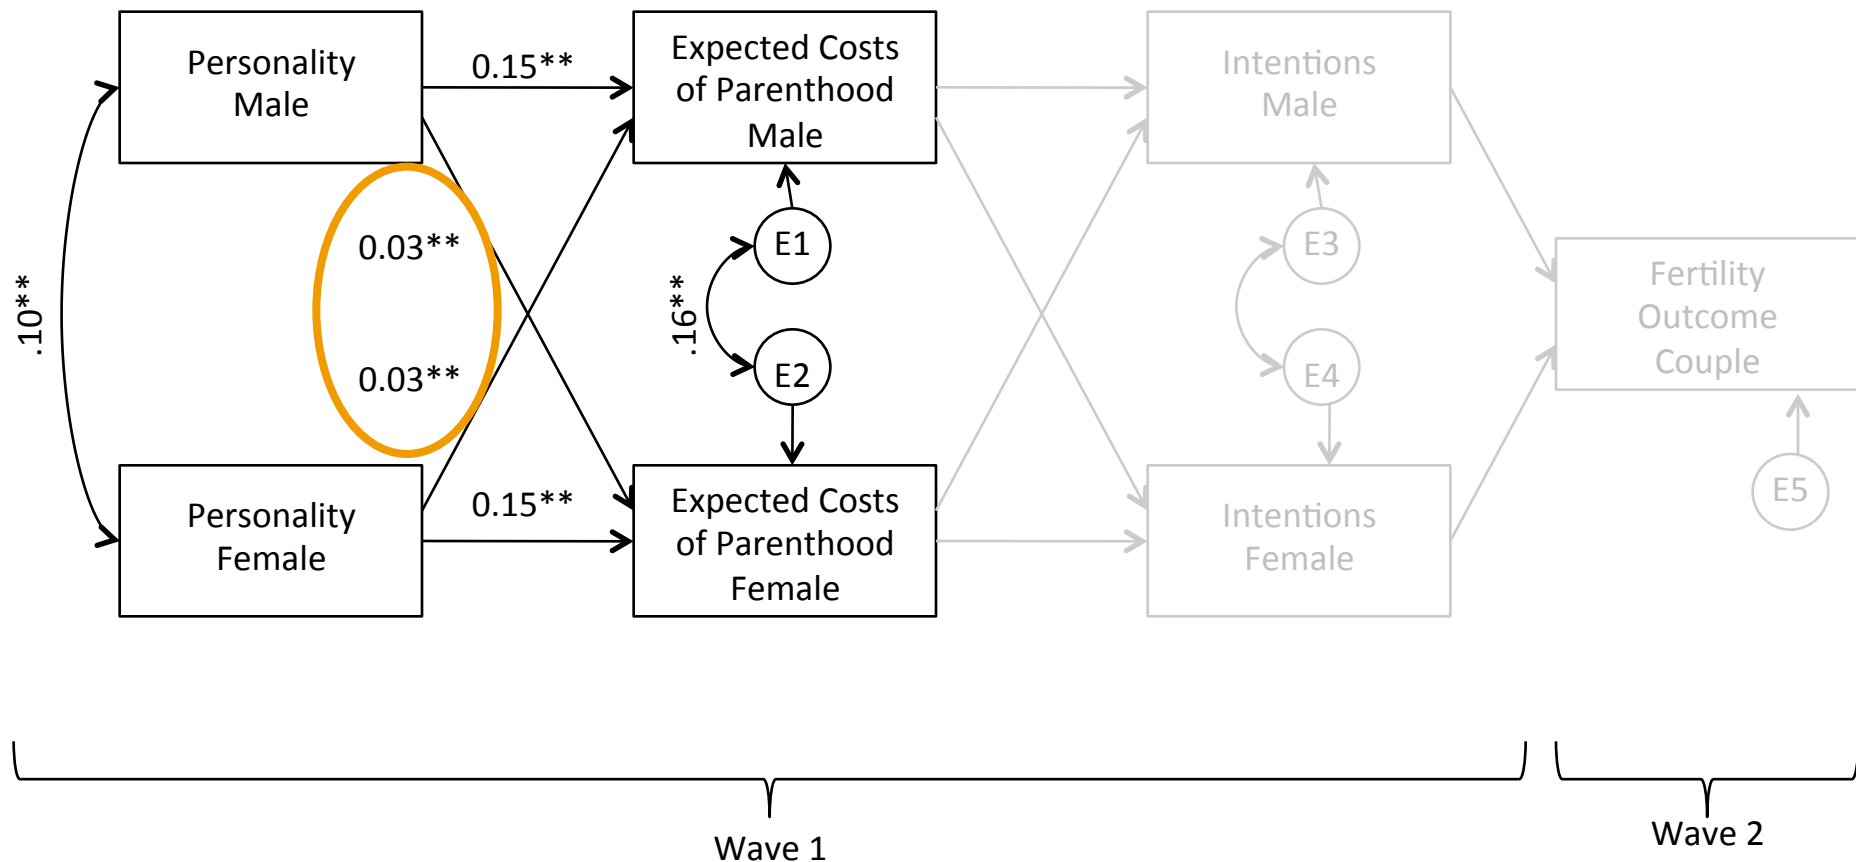 Personality
Male
0.15**
Expected Costs
of Parenthood
Male
Intentions
Male
0.03**
0.03**
.10**
E1
.16**
E2
E3
E4
Fertility
Outcome
Couple
E5
Personality
Female
0.15**
Expected Costs
of Parenthood
Female
Intentions
Female
Wave 1
Wave 2